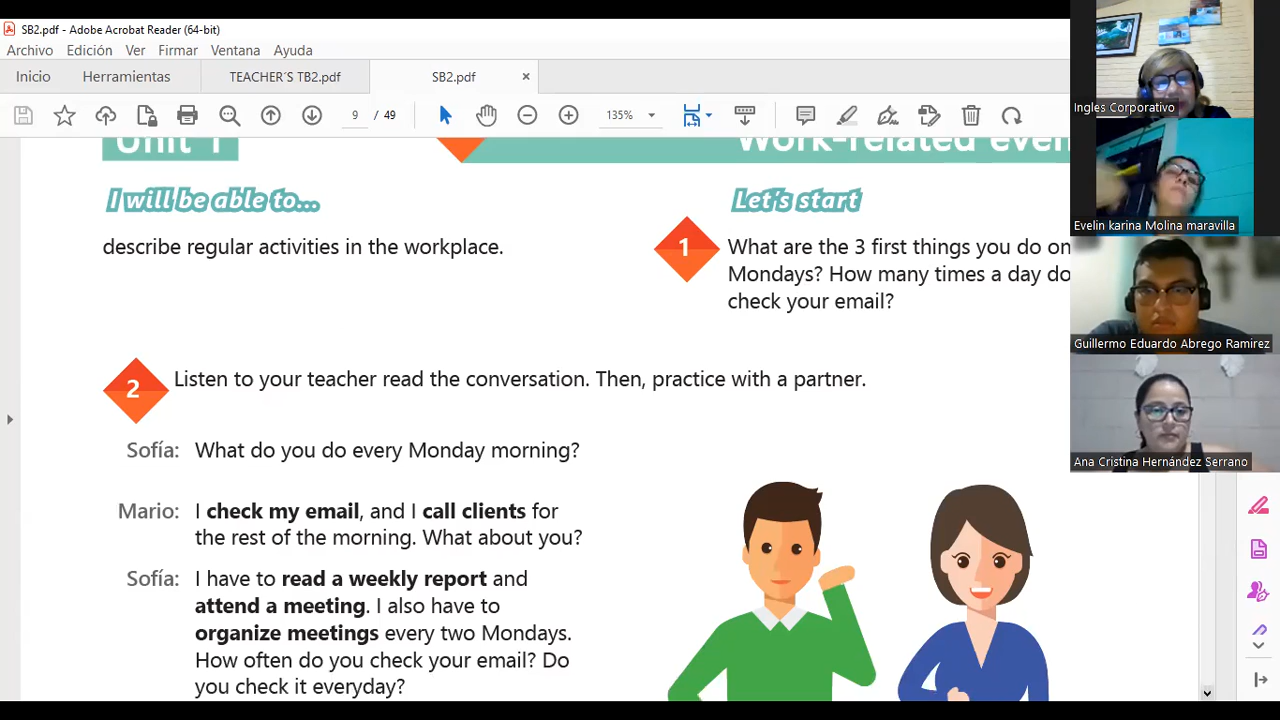 SB2.pdf - Adobe Acrobat Reader (64-bit)
Archivo Edición Ver Firmar Ventana Ayuda
Inicio Herramientas TEACHER´S TB2.pdf SB2.pdf ×
9 / 49 135%
Unit 1 Work-related even
I will be able to...
describe regular activities in the workplace.
Let's start
1 What are the 3 first things you do on
Mondays? How many times a day do
check your email?
2 Listen to your teacher read the conversation. Then, practice with a partner.
Sofía: What do you do every Monday morning?
Mario: I check my email, and I call clients for
the rest of the morning. What about you?
Sofía: I have to read a weekly report and
attend a meeting. I also have to
organize meetings every two Mondays.
How often do you check your email? Do
you check it everyday?
Ingles Corporativo
Evelin karina Molina maravilla
Guillermo Eduardo Abrego Ramirez
Ana Cristina Hernández Serrano